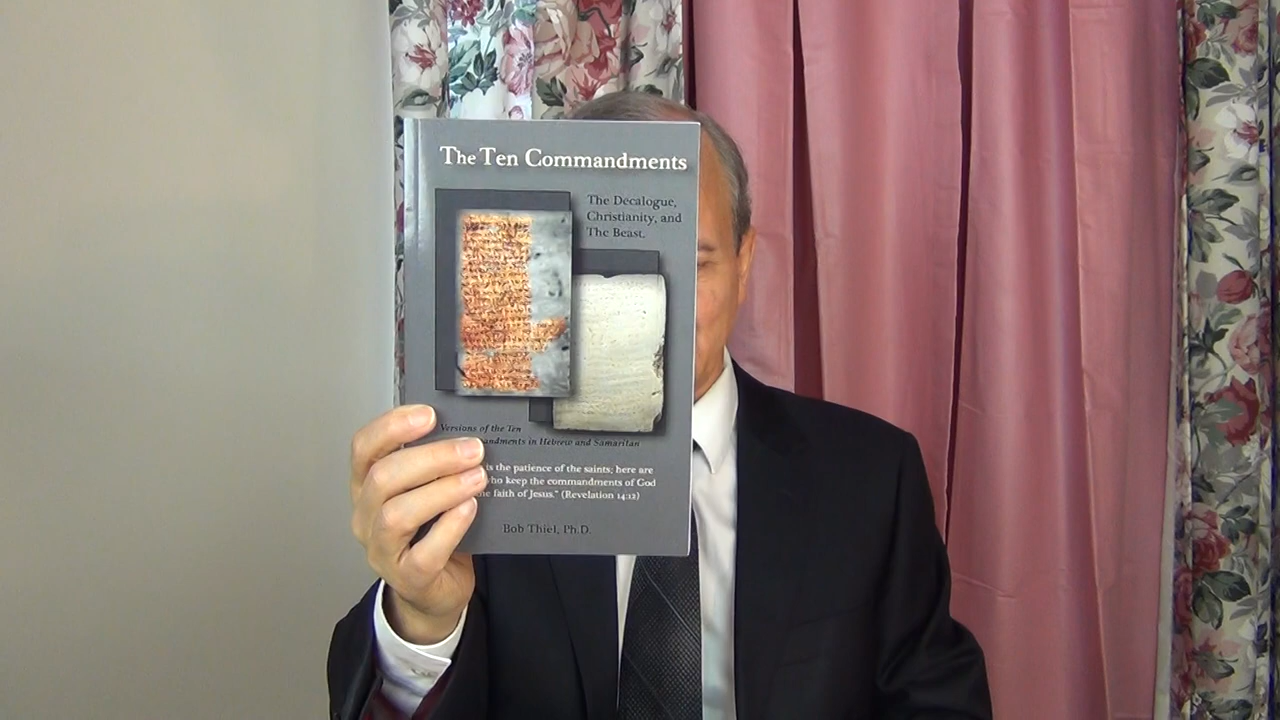 The Ten Commandments
The Decalogue,
Christianity, and
The Beast.
Versions of the Ten
in Hebrew and Samaritan
is the patience of the saints; here are
who keep the commandments of God
the faith of Jesus." (Revelation 14:12)
Bob Thiel, Ph.D.